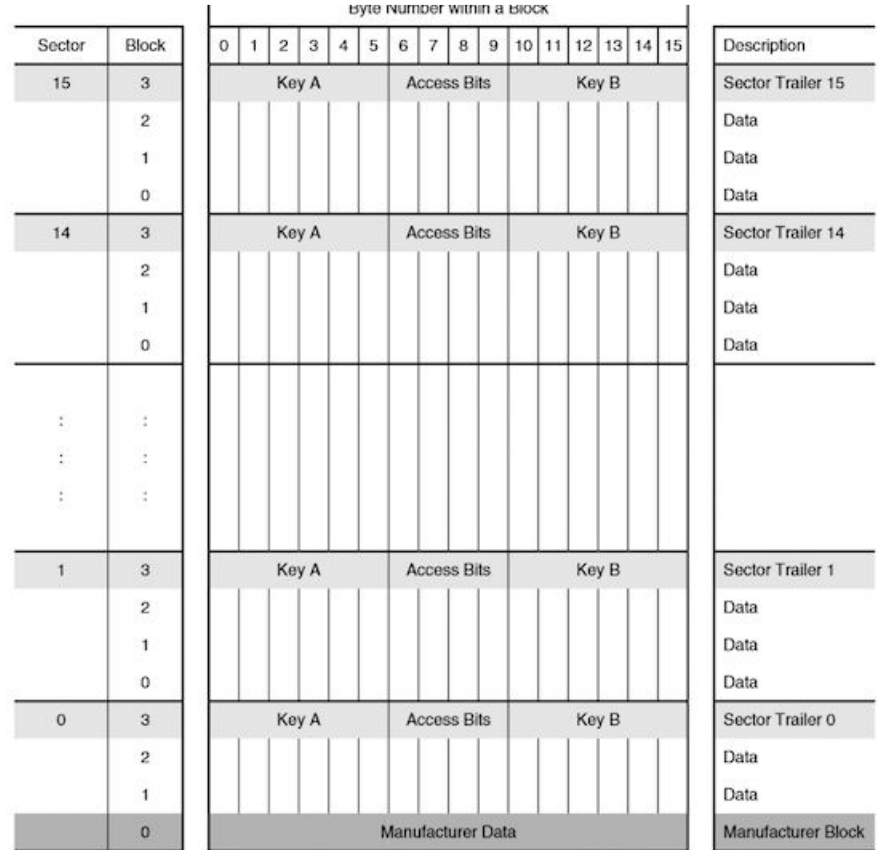 Byte Number within a Block
Sector Block 0 1 2 3 4 5 6 7 8 9 10 11 12 13 14 15 Description
15 3 Key A Access Bits Key B Sector Trailer 15
2 Data
1 Data
0 Data
14 3 Key A Access Bits Key B Sector Trailer 14
2 Data
1 Data
0 Data
: :
: :
: :
1 3 Key A Access Bits Key B Sector Trailer 1
2 Data
1 Data
0 Data
0 3 Key A Access Bits Key B Sector Trailer 0
2 Data
1 Data
0 Manufacturer Data Manufacturer Block